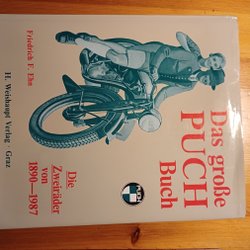 Das große
PUCH
Buch
Die
Zweiräder
von
1890—1987
Friedrich F. Ehn
H. Weishaupt Verlag · Graz